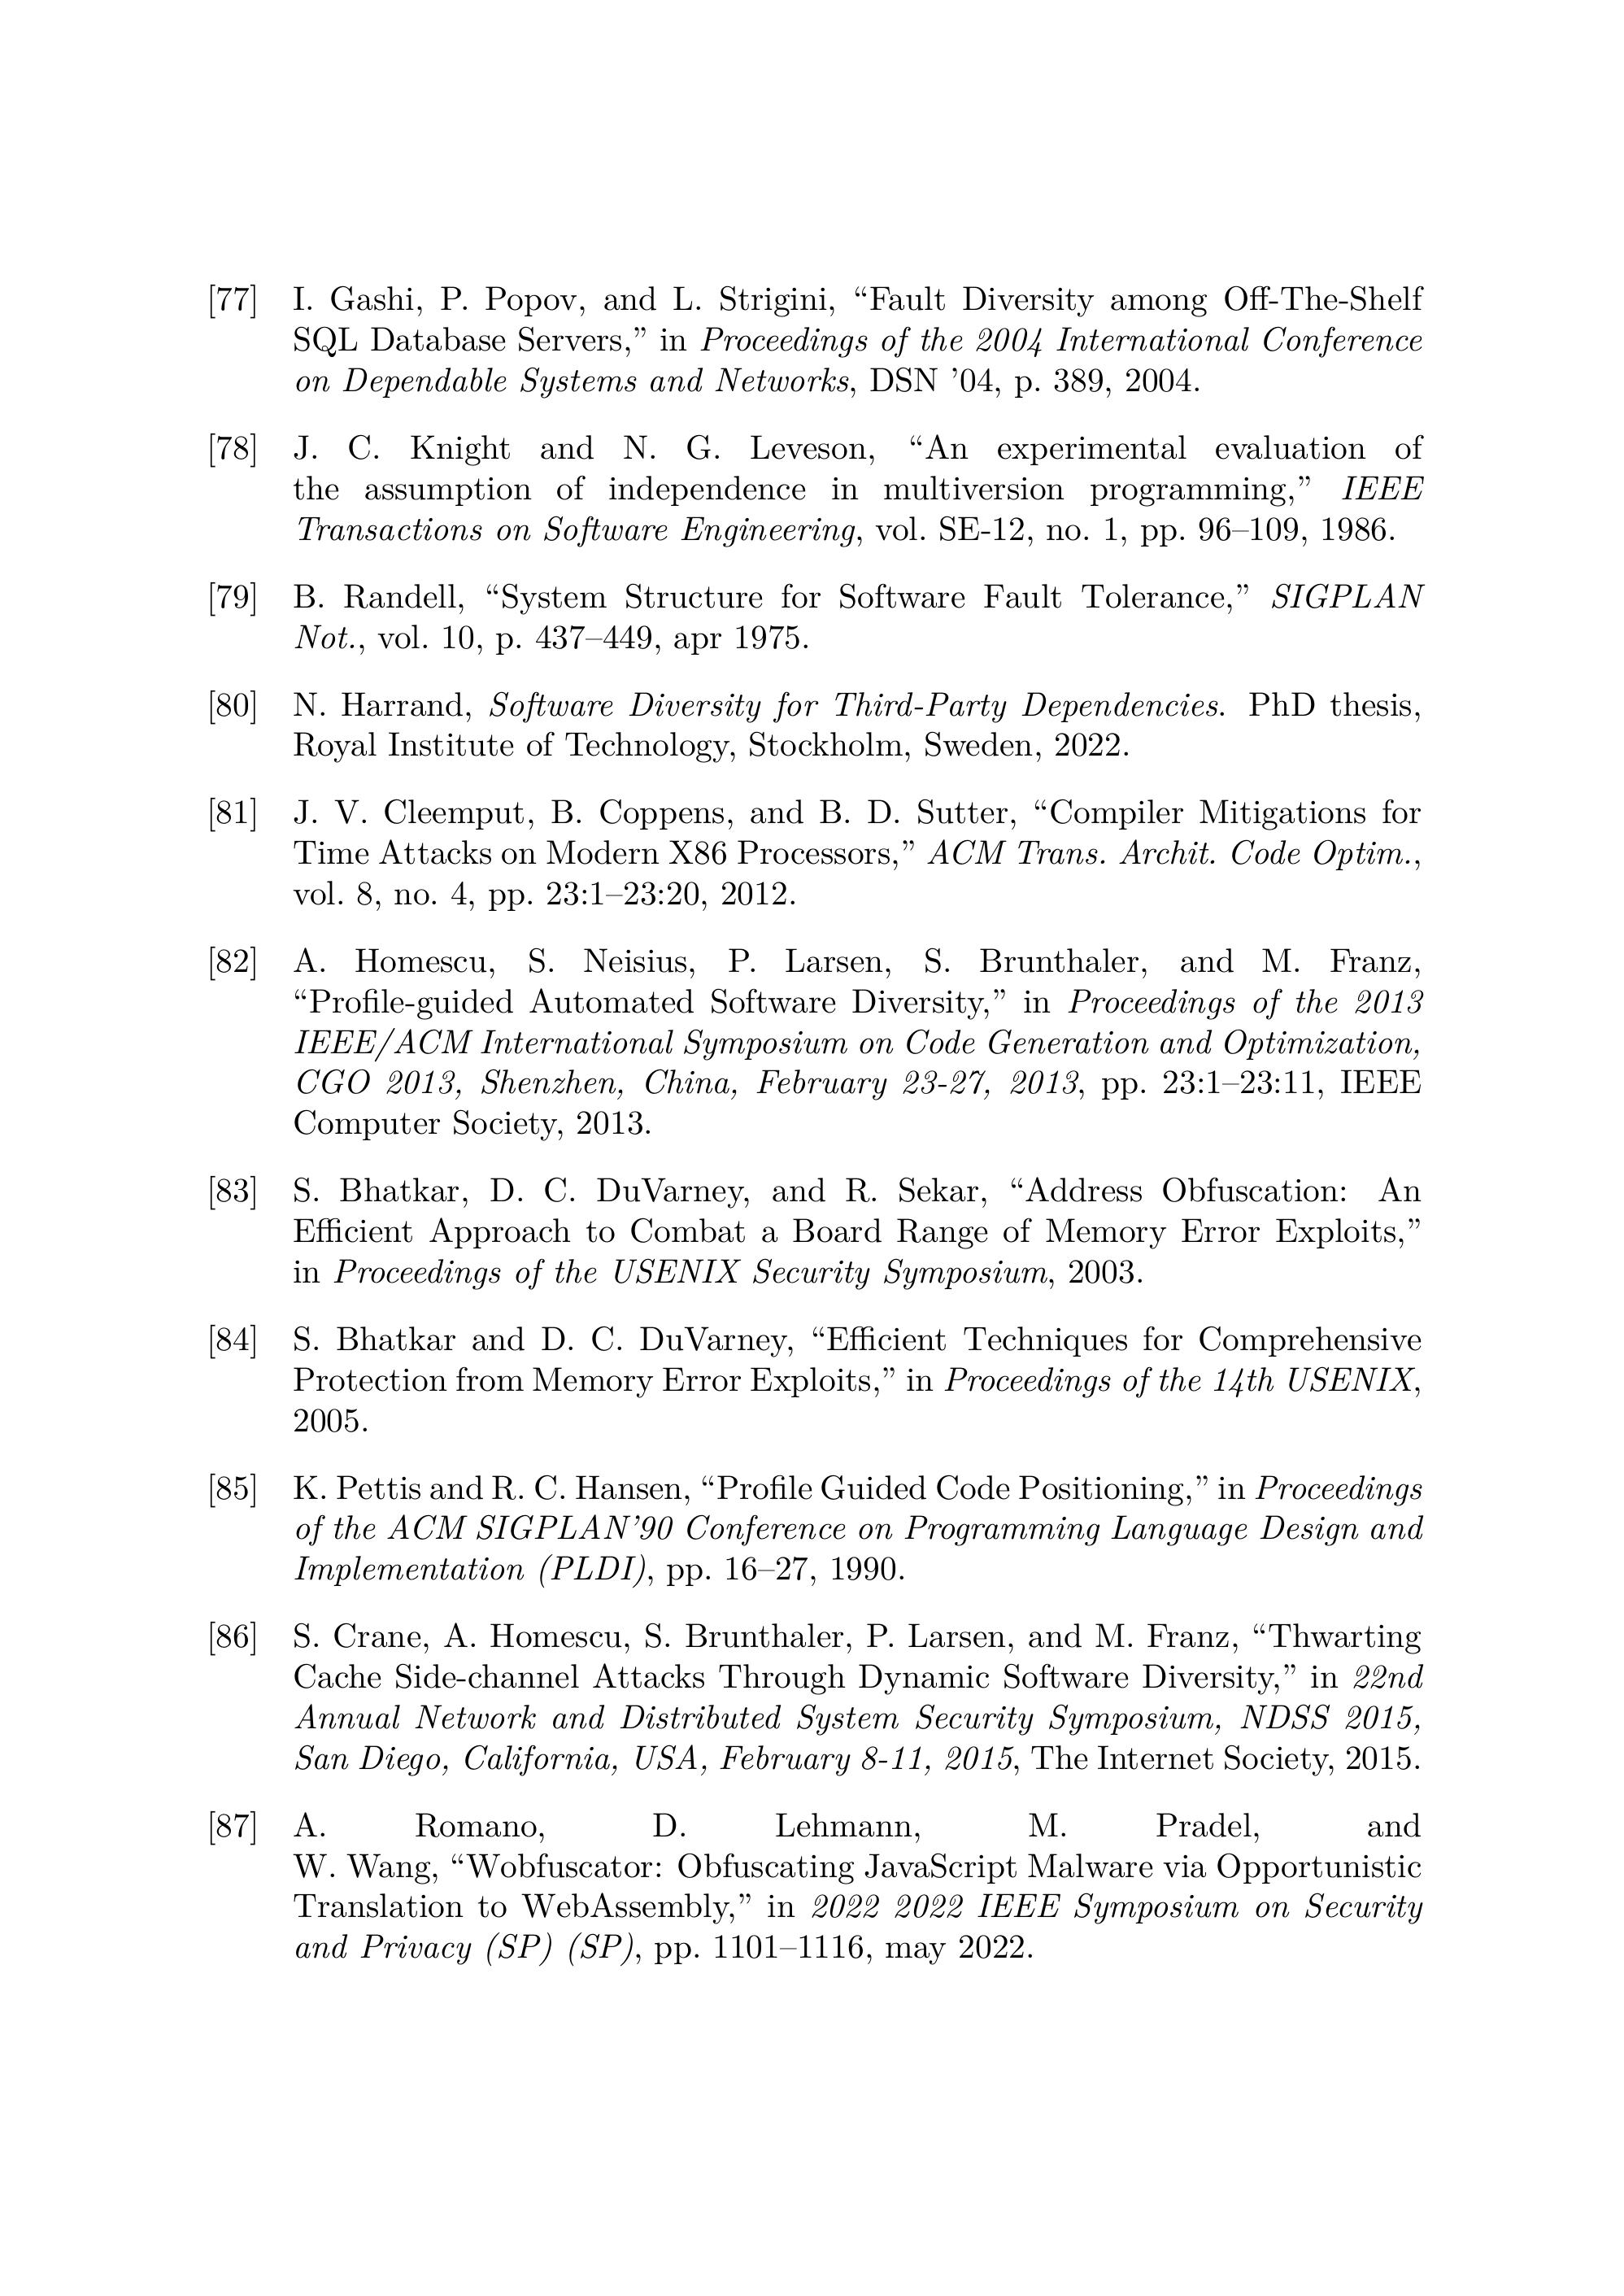 [77] I. Gashi, P. Popov, and L. Strigini, “Fault Diversity among Off-The-Shelf
SQL Database Servers,” in Proceedings of the 2004 International Conference
on Dependable Systems and Networks, DSN ’04, p. 389, 2004.
[78] J. C. Knight and N. G. Leveson, “An experimental evaluation of
the assumption of independence in multiversion programming,” IEEE
Transactions on Software Engineering, vol. SE-12, no. 1, pp. 96–109, 1986.
[79] B. Randell, “System Structure for Software Fault Tolerance,” SIGPLAN
Not., vol. 10, p. 437–449, apr 1975.
[80] N. Harrand, Software Diversity for Third-Party Dependencies. PhD thesis,
Royal Institute of Technology, Stockholm, Sweden, 2022.
[81] J. V. Cleemput, B. Coppens, and B. D. Sutter, “Compiler Mitigations for
Time Attacks on Modern X86 Processors,” ACM Trans. Archit. Code Optim.,
vol. 8, no. 4, pp. 23:1–23:20, 2012.
[82] A. Homescu, S. Neisius, P. Larsen, S. Brunthaler, and M. Franz,
“Profile-guided Automated Software Diversity,” in Proceedings of the 2013
IEEE/ACM International Symposium on Code Generation and Optimization,
CGO 2013, Shenzhen, China, February 23-27, 2013, pp. 23:1–23:11, IEEE
Computer Society, 2013.
[83] S. Bhatkar, D. C. DuVarney, and R. Sekar, “Address Obfuscation: An
Efficient Approach to Combat a Board Range of Memory Error Exploits,”
in Proceedings of the USENIX Security Symposium, 2003.
[84] S. Bhatkar and D. C. DuVarney, “Efficient Techniques for Comprehensive
Protection from Memory Error Exploits,” in Proceedings of the 14th USENIX,
2005.
[85] K. Pettis and R. C. Hansen, “Profile Guided Code Positioning,” in Proceedings
of the ACM SIGPLAN’90 Conference on Programming Language Design and
Implementation (PLDI), pp. 16–27, 1990.
[86] S. Crane, A. Homescu, S. Brunthaler, P. Larsen, and M. Franz, “Thwarting
Cache Side-channel Attacks Through Dynamic Software Diversity,” in 22nd
Annual Network and Distributed System Security Symposium, NDSS 2015,
San Diego, California, USA, February 8-11, 2015, The Internet Society, 2015.
[87] A. Romano, D. Lehmann, M. Pradel, and
W. Wang, “Wobfuscator: Obfuscating JavaScript Malware via Opportunistic
Translation to WebAssembly,” in 2022 2022 IEEE Symposium on Security
and Privacy (SP) (SP), pp. 1101–1116, may 2022.